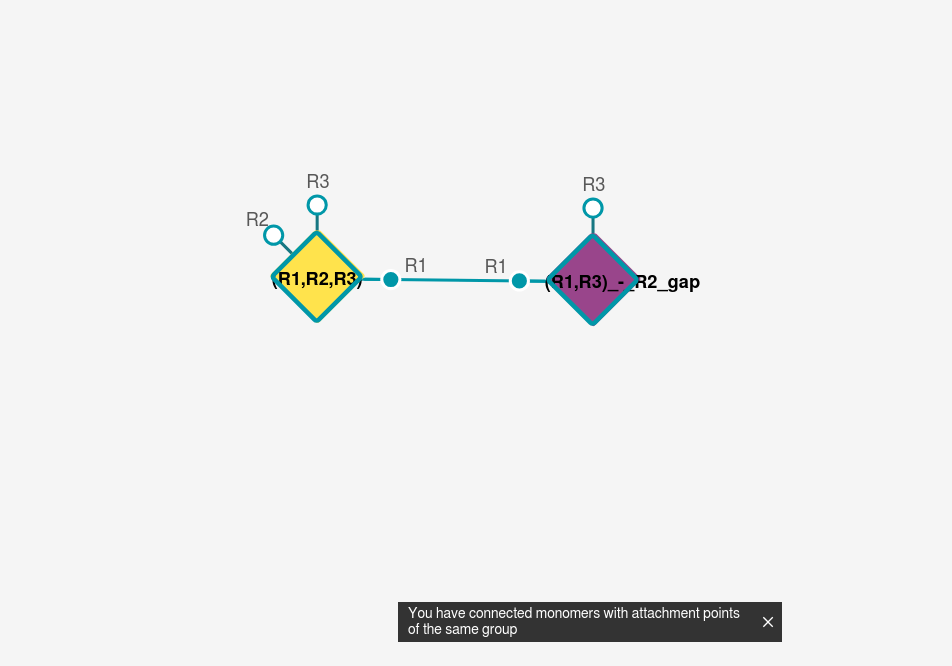 R3
R3
R2
R1
R1
(R1,R2,R3)
(R1,R3)_-_R2_gap
You have connected monomers with attachment points
of the same group